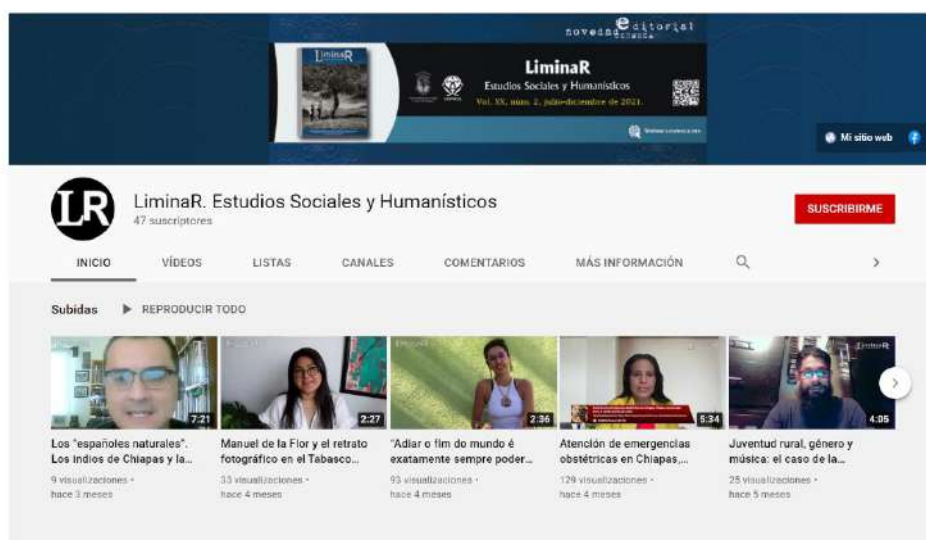 novedad editorial
LiminaR
LiminaR
Estudios Sociales y Humanísticos
Vol. XX, núm. 2, julio-diciembre de 2021.
Mi sitio web
LR
LiminaR. Estudios Sociales y Humanísticos
47 suscriptores
SUSCRIBIRME
INICIO VÍDEOS LISTAS CANALES COMENTARIOS MÁS INFORMACIÓN
Subidas REPRODUCIR TODO
LiminaR
7:21 2:27 2:36 5:34 4:05
Los "españoles naturales".
Los indios de Chiapas y la...
9 visualizaciones •
hace 3 meses
Manuel de la Flor y el retrato
fotográfico en el Tabasco...
33 visualizaciones •
hace 4 meses
"Adiar o fim do mundo é
exatamente sempre poder...
93 visualizaciones •
hace 4 meses
Atención de emergencias
obstétricas en Chiapas,...
129 visualizaciones •
hace 4 meses
Juventud rural, género y
música: el caso de la...
25 visualizaciones •
hace 5 meses